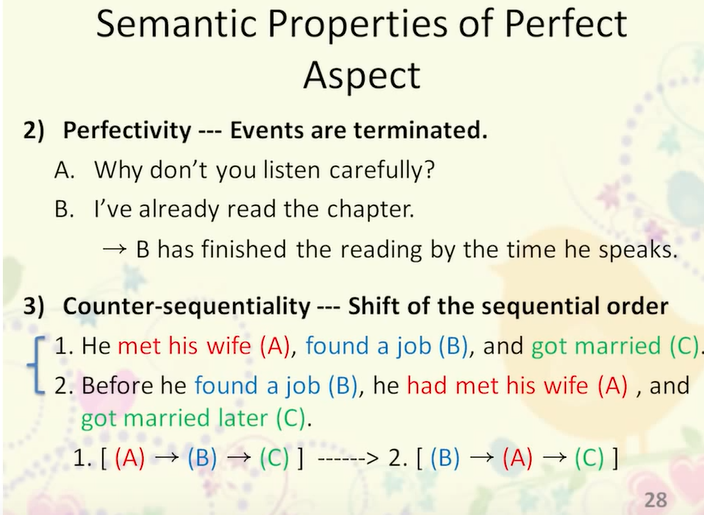 Semantic Properties of Perfect
Aspect
2) Perfectivity --- Events are terminated.
A. Why don’t you listen carefully?
B. I’ve already read the chapter.
→ B has finished the reading by the time he speaks.
3) Counter-sequentiality --- Shift of the sequential order
1. He met his wife (A), found a job (B), and got married (C).
2. Before he found a job (B), he had met his wife (A) , and
got married later (C).
1. [ (A) → (B) → (C) ] ------> 2. [ (B) → (A) → (C) ]
28